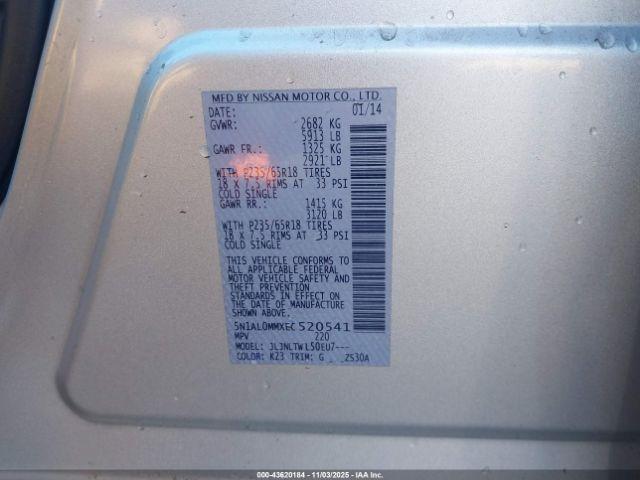 MFD BY NISSAN MOTOR CO., LTD.
DATE: 01/14
GVWR: 2682 KG
5913 LB
GAWR FR.: 1325 KG
2921 LB
WITH P235/65R18 TIRES
18 X 7.5 RIMS AT 33 PSI
COLD SINGLE
GAWR RR.: 1415 KG
3120 LB
WITH P235/65R18 TIRES
18 X 7.5 RIMS AT 33 PSI
COLD SINGLE
THIS VEHICLE CONFORMS TO
ALL APPLICABLE FEDERAL
MOTOR VEHICLE SAFETY AND
THEFT PREVENTION
STANDARDS IN EFFECT ON
THE DATE OF MANUFACTURE
SHOWN ABOVE.
5N1AL0MMXEC520541
MPV 220
MODEL: JLJNLTWL50EU7---
COLOR: K23 TRIM: G ZS30A
000-43620184 - 11/03/2025 - IAA Inc.